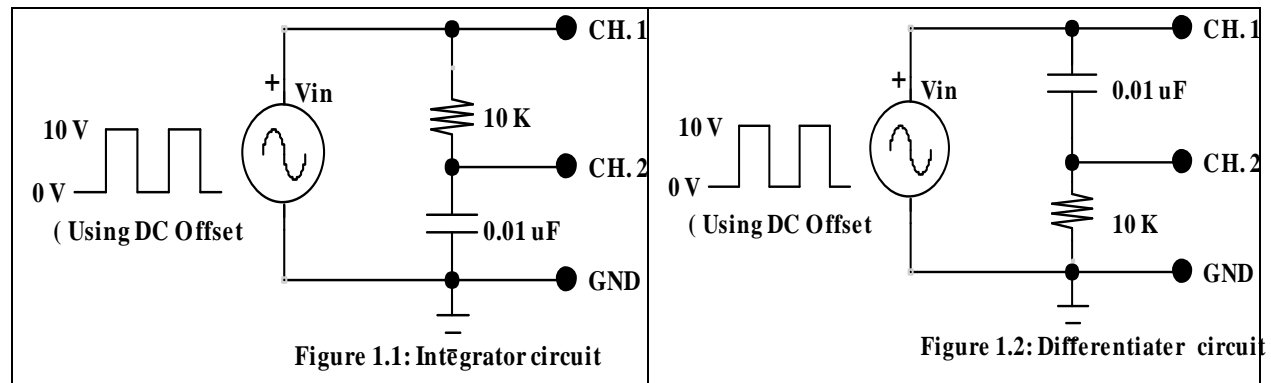 CH. 1
+
Vin
10 V
10 K
CH. 2
0 V
( Using DC Offset
0.01 uF
GND
Figure 1.1: Integrator circuit
CH. 1
+
Vin
0.01 uF
10 V
CH. 2
0 V
( Using DC Offset
10 K
GND
Figure 1.2: Differentiater circuit